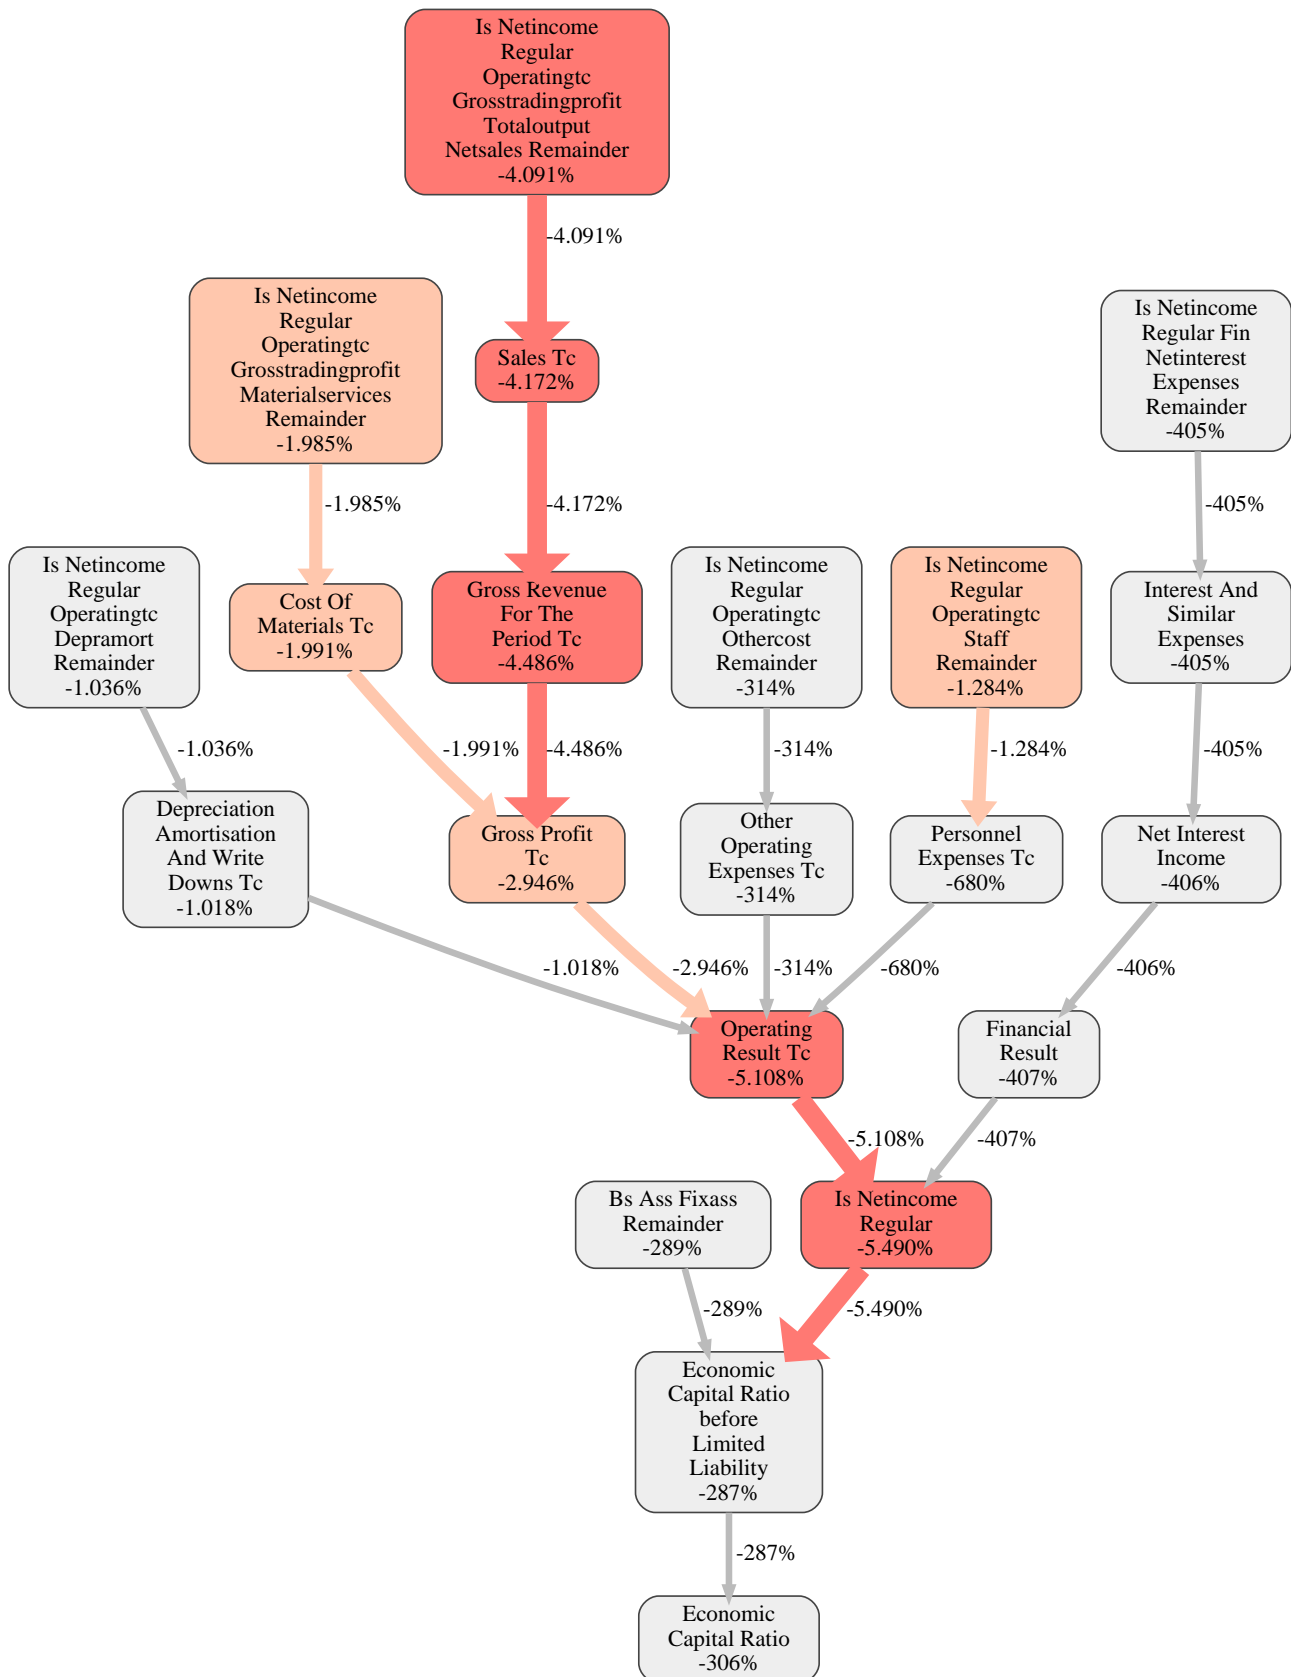 Is Netincome
Regular
Operatingtc
Grosstradingprofit
Totaloutput
Netsales Remainder
-4.091%
-4.091%
Is Netincome
Regular
Operatingtc
Grosstradingprofit
Materialservices
Remainder
-1.985%
Is Netincome
Regular Fin
Netinterest
Expenses
Remainder
-405%
Sales Tc
-4.172%
-1.985%
-4.172%
-405%
Is Netincome
Regular
Operatingtc
Depramort
Remainder
-1.036%
Cost Of
Materials Tc
-1.991%
Gross Revenue
For The
Period Tc
-4.486%
Is Netincome
Regular
Operatingtc
Othercost
Remainder
-314%
Is Netincome
Regular
Operatingtc
Staff
Remainder
-1.284%
Interest And
Similar
Expenses
-405%
-1.036%
-1.991%
-4.486%
-314%
-1.284%
-405%
Depreciation
Amortisation
And Write
Downs Tc
-1.018%
Gross Profit
Tc
-2.946%
Other
Operating
Expenses Tc
-314%
Personnel
Expenses Tc
-680%
Net Interest
Income
-406%
-1.018%
-2.946%
-314%
-680%
-406%
Operating
Result Tc
-5.108%
Financial
Result
-407%
-5.108%
-407%
Bs Ass Fixass
Remainder
-289%
Is Netincome
Regular
-5.490%
-289%
-5.490%
Economic
Capital Ratio
before
Limited
Liability
-287%
-287%
Economic
Capital Ratio
-306%